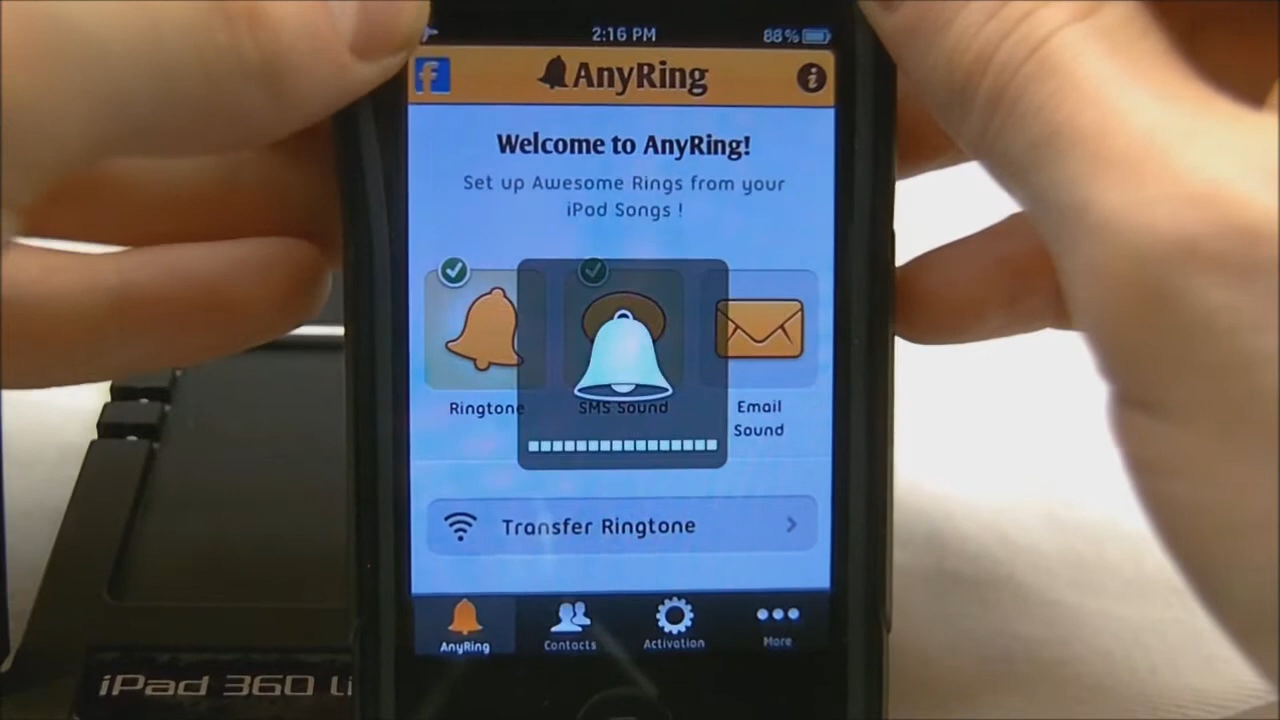 2:16 PM
88%
f
AnyRing
i
Welcome to AnyRing!
Set up Awesome Rings from your
iPod Songs !
Ringtone
SMS Sound
Email
Sound
Transfer Ringtone
AnyRing
Contacts
Activation
More
iPad 360 Li